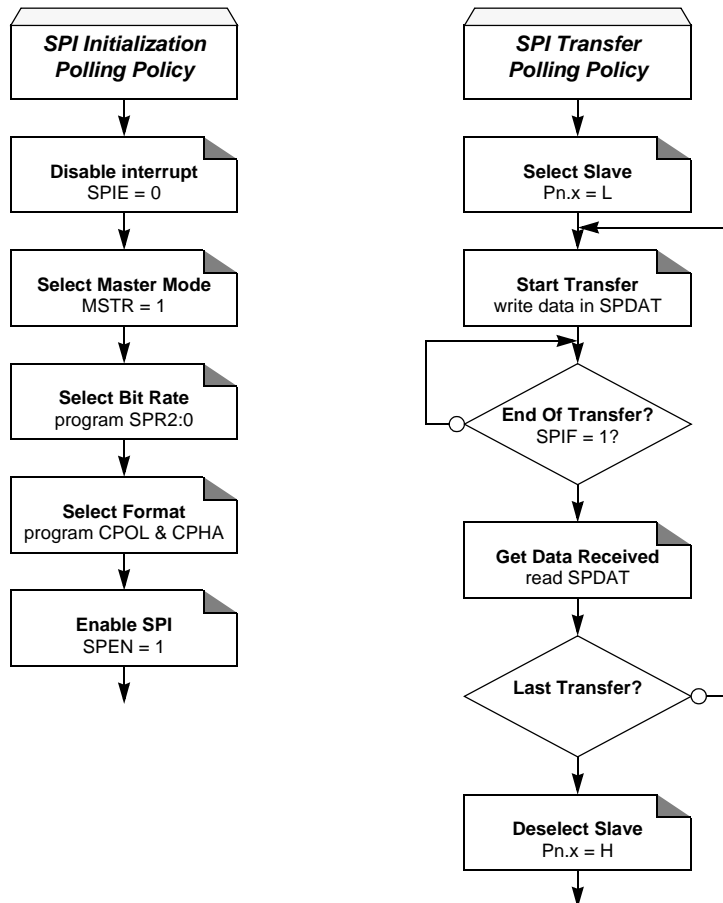 SPI Initialization
Polling Policy
Disable interrupt
SPIE = 0
Select Master Mode
MSTR = 1
Select Bit Rate
program SPR2:0
Select Format
program CPOL & CPHA
Enable SPI
SPEN = 1
SPI Transfer
Polling Policy
Select Slave
Pn.x = L
Start Transfer
write data in SPDAT
End Of Transfer?
SPIF = 1?
Get Data Received
read SPDAT
Last Transfer?
Deselect Slave
Pn.x = H